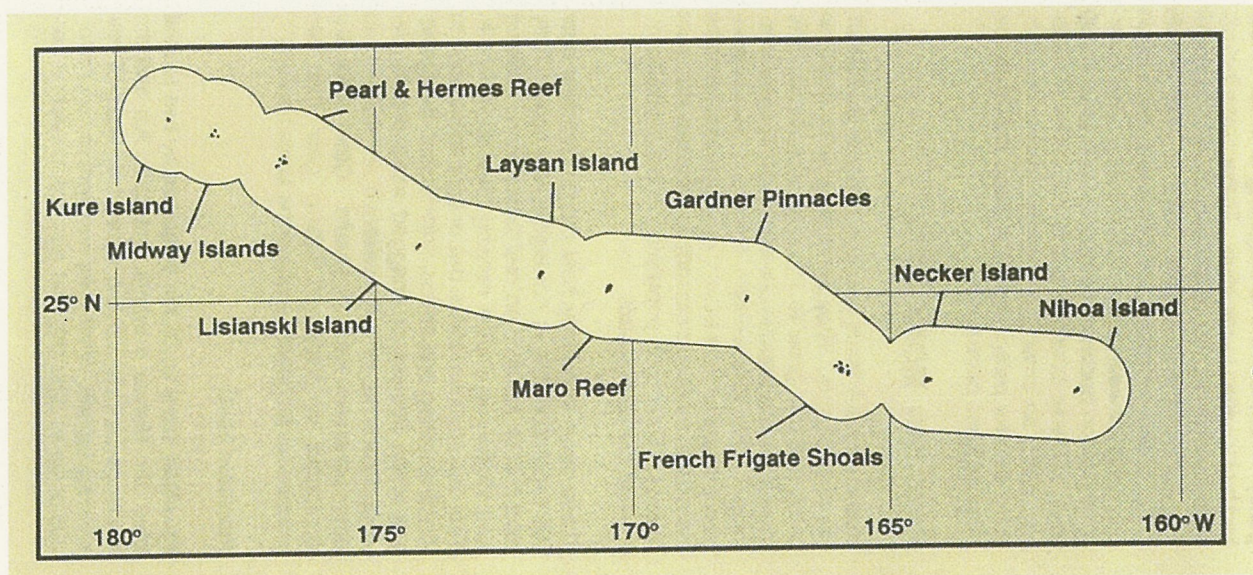 Pearl & Hermes Reef
Laysan Island
Gardner Pinnacles
Kure Island
Midway Islands
Necker Island
25° N
Nihoa Island
Lisianski Island
Maro Reef
French Frigate Shoals
180°
175°
170°
165°
160° W